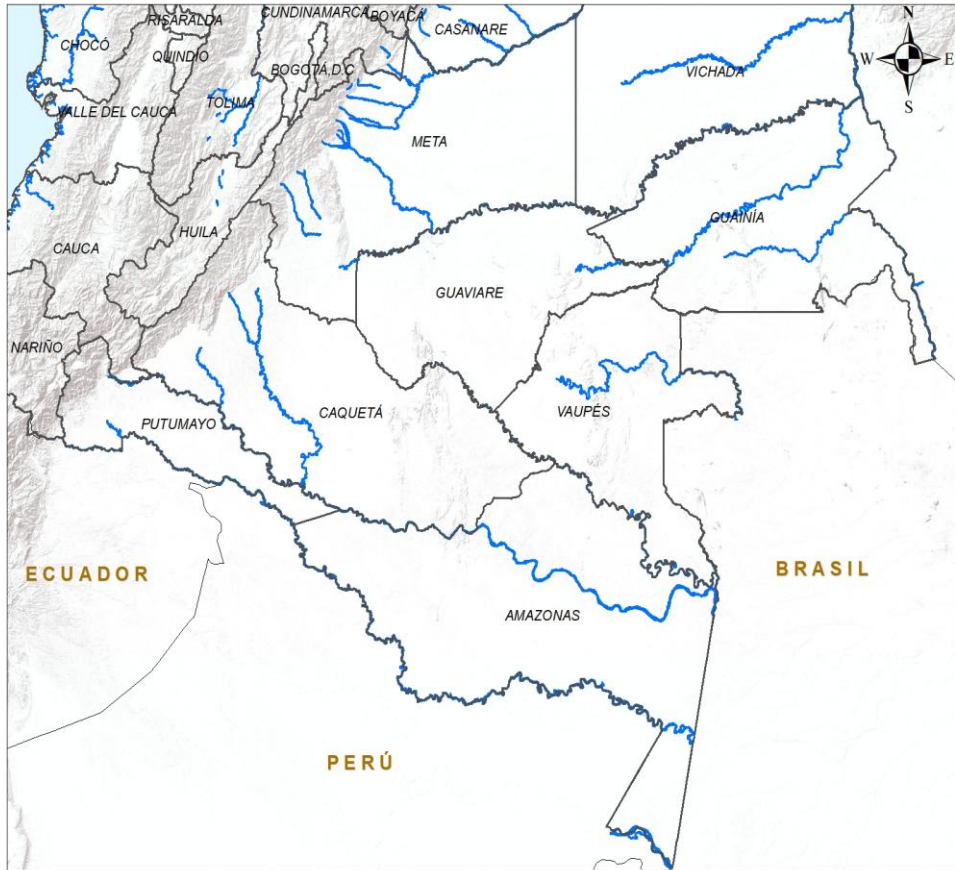 CUNDINAMARCA
BOYACÁ
RISARALDA
N
CASANARE
CHOCÓ
QUINDIO
W
E
BOGOTÁ,D.C
VICHADA
S
TOLIMA
VALLE DEL CAUCA
META
GUAINÍA
HUILA
CAUCA
GUAVIARE
NARIÑO
CAQUETÁ
VAUPÉS
PUTUMAYO
ECUADOR
BRASIL
AMAZONAS
PERÚ